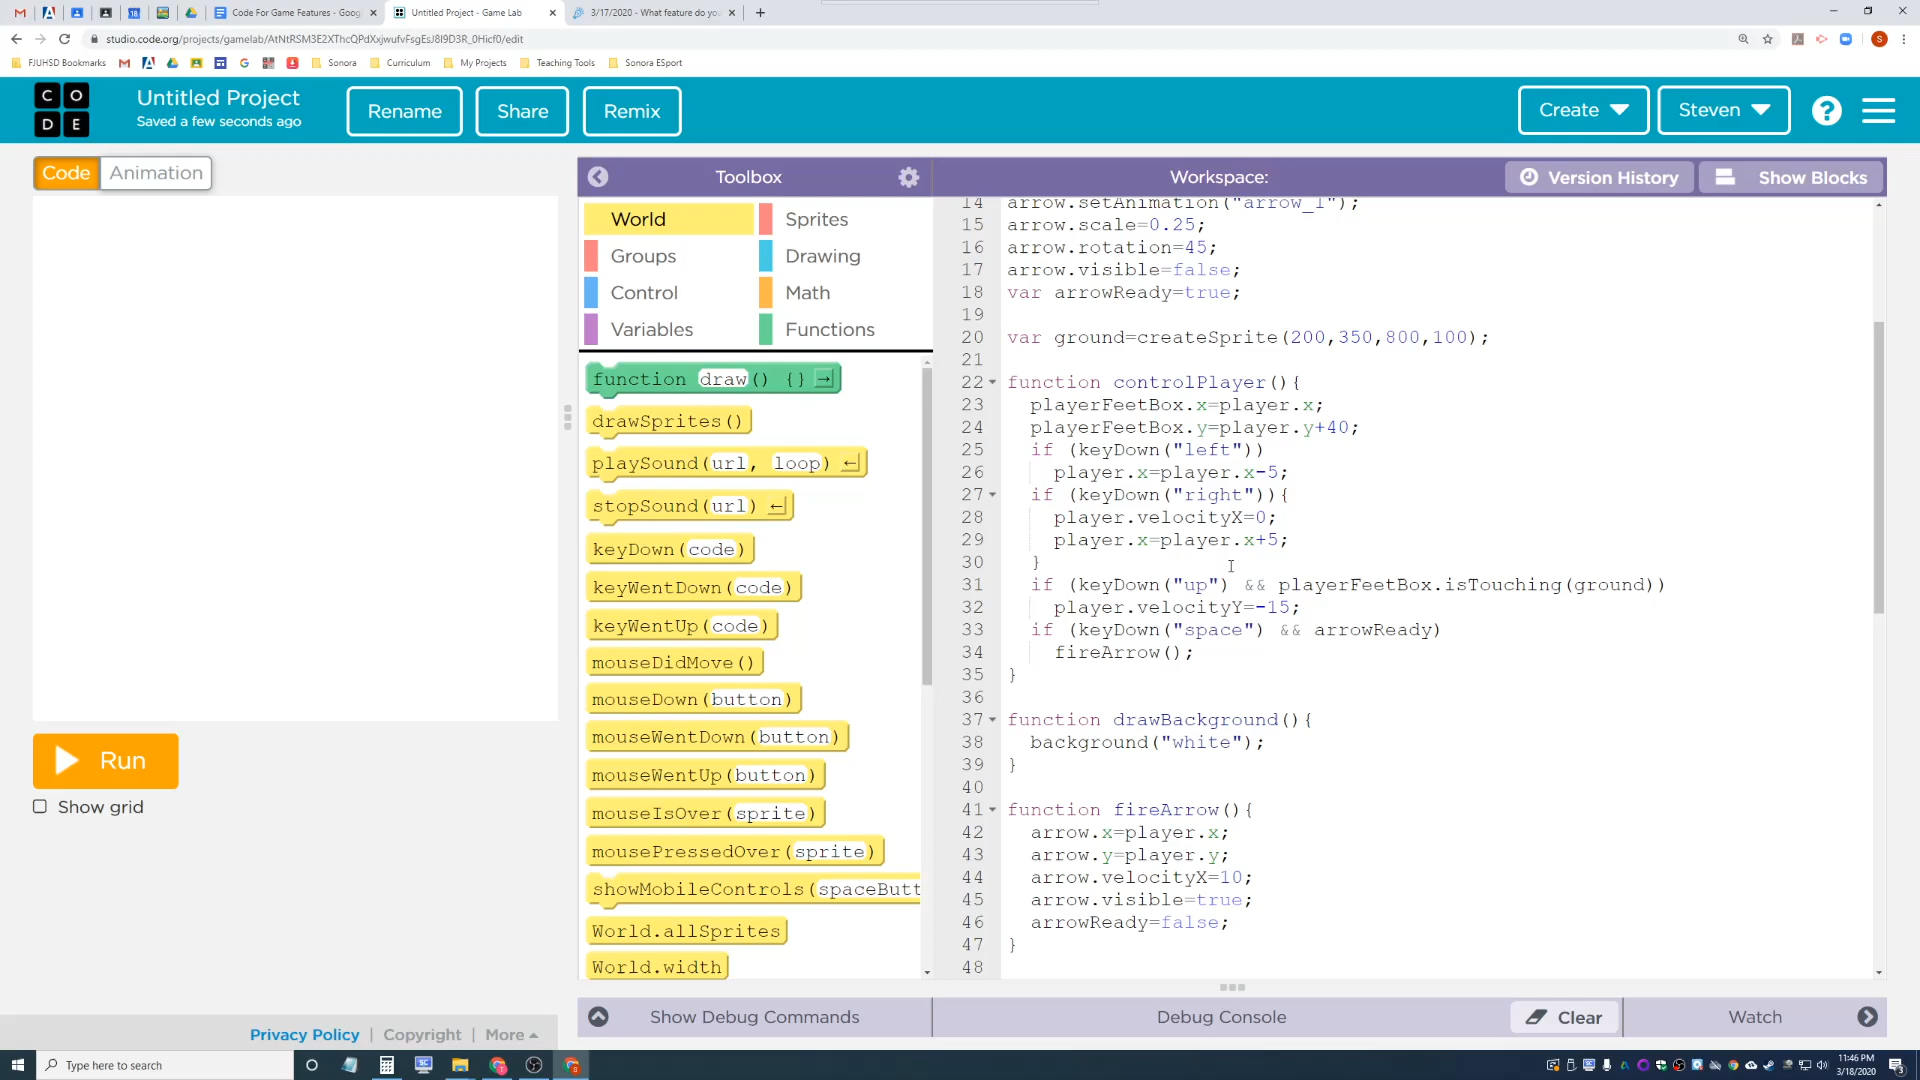 Code For Game Features - Goog
Untitled Project - Game Lab
3/17/2020 - What feature do you
studio.code.org/projects/gamelab/AtNtRSM3E2XThcQPdXxjwufvFsgEsJ8I9D3R_0Hicf0/edit
FJUHSD Bookmarks
Sonora
Curriculum
My Projects
Teaching Tools
Sonora ESport
CO
DE
Untitled Project
Saved a few seconds ago
Rename
Share
Remix
Create
Steven
?
Code
Animation
Toolbox
Workspace:
Version History
Show Blocks
World
Sprites
Groups
Drawing
Control
Math
Variables
Functions
function draw() {}
drawSprites()
playSound(url, loop)
stopSound(url)
keyDown(code)
keyWentDown(code)
keyWentUp(code)
mouseDidMove()
mouseDown(button)
mouseWentDown(button)
mouseWentUp(button)
mouseIsOver(sprite)
mousePressedOver(sprite)
showMobileControls(spaceButt
World.allSprites
World.width
14 arrow.setAnimation("arrow_1");
15 arrow.scale=0.25;
16 arrow.rotation=45;
17 arrow.visible=false;
18 var arrowReady=true;
19
20 var ground=createSprite(200,350,800,100);
21
22 function controlPlayer(){
23 playerFeetBox.x=player.x;
24 playerFeetBox.y=player.y+40;
25 if (keyDown("left"))
26 player.x=player.x-5;
27 if (keyDown("right")){
28 player.velocityX=0;
29 player.x=player.x+5;
30 }
31 if (keyDown("up") && playerFeetBox.isTouching(ground))
32 player.velocityY=-15;
33 if (keyDown("space") && arrowReady)
34 fireArrow();
35 }
36
37 function drawBackground(){
38 background("white");
39 }
40
41 function fireArrow(){
42 arrow.x=player.x;
43 arrow.y=player.y;
44 arrow.velocityX=10;
45 arrow.visible=true;
46 arrowReady=false;
47 }
48
Run
Show grid
Privacy Policy | Copyright | More
Show Debug Commands
Debug Console
Clear
Watch
Type here to search
11:46 PM
3/18/2020